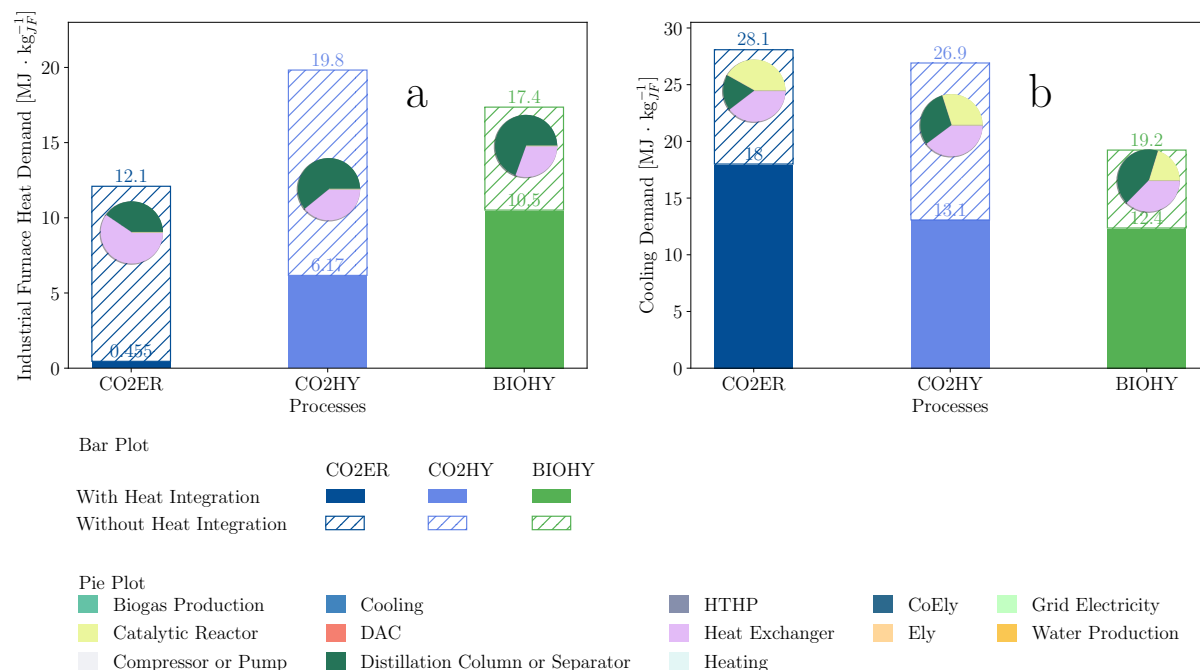 Industrial Furnace Heat Demand [MJ · kg⁻¹_JF]
20
15
10
5
0
12.1
0.455
19.8
6.17
17.4
10.5
a
CO2ER
CO2HY
BIOHY
Processes
Cooling Demand [MJ · kg⁻¹_JF]
30
25
20
15
10
5
0
28.1
18
26.9
13.1
19.2
12.4
b
CO2ER
CO2HY
BIOHY
Processes
Bar Plot
CO2ER CO2HY BIOHY
With Heat Integration
Without Heat Integration
Pie Plot
Biogas Production Cooling HTHP CoEly Grid Electricity
Catalytic Reactor DAC Heat Exchanger Ely Water Production
Compressor or Pump Distillation Column or Separator Heating